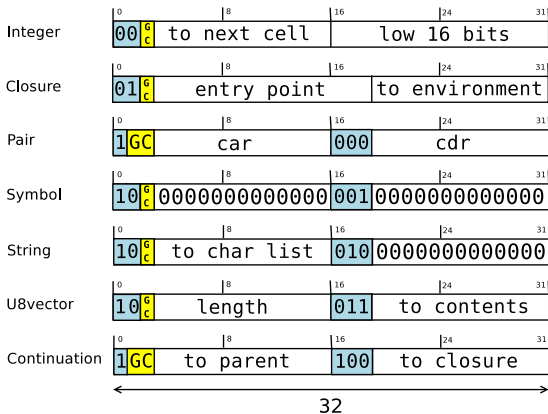 0 8 16 24 31
Integer 00 GC to next cell low 16 bits
0 8 16 24 31
Closure 01 GC entry point to environment
0 8 16 24 31
Pair 1 GC car 000 cdr
0 8 16 24 31
Symbol 10 GC 0000000000000 001 0000000000000
0 8 16 24 31
String 10 GC to char list 010 0000000000000
0 8 16 24 31
U8vector 10 GC length 011 to contents
0 8 16 24 31
Continuation 1 GC to parent 100 to closure
32